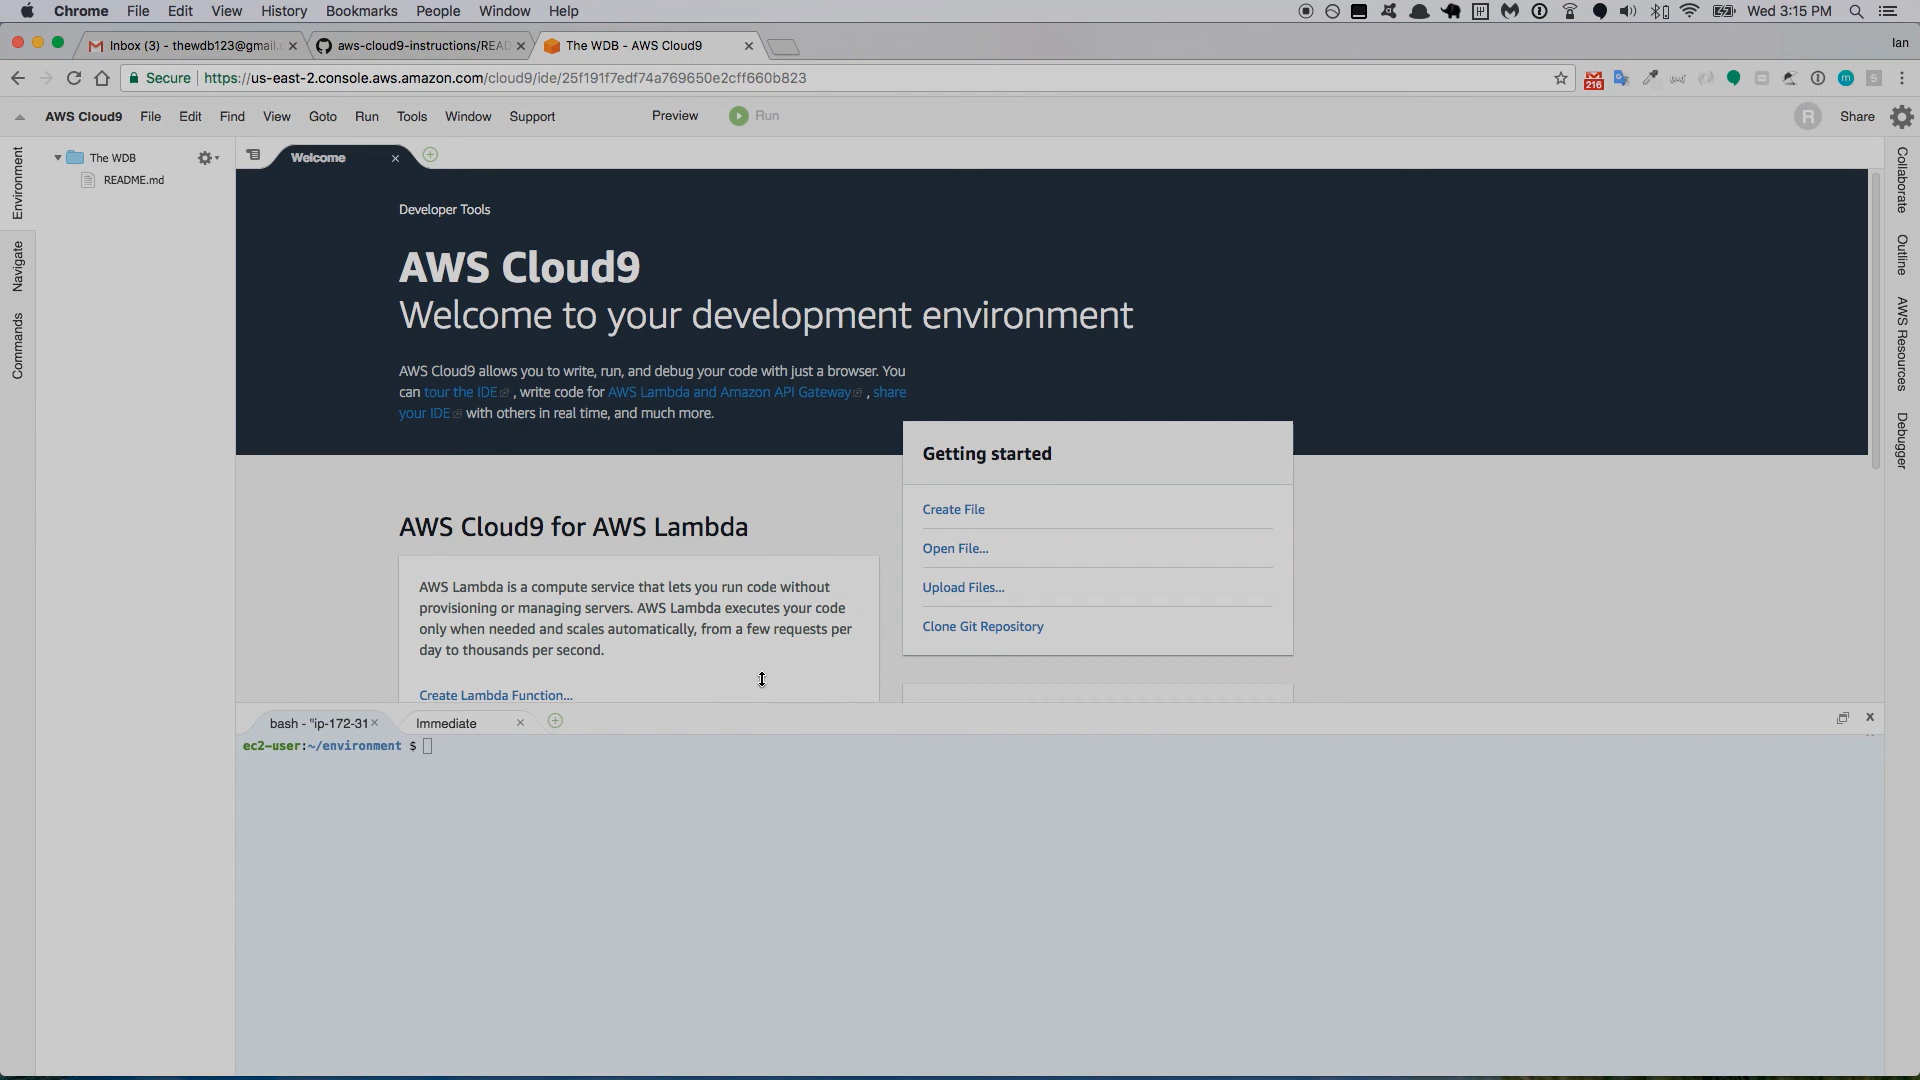 Chrome File Edit View History Bookmarks People Window Help Wed 3:15 PM
Inbox (3) - thewdb123@gmail. aws-cloud9-instructions/READ The WDB - AWS Cloud9 Ian
Secure https://us-east-2.console.aws.amazon.com/cloud9/ide/25f191f7edf74a769650e2cff660b823 216
AWS Cloud9 File Edit Find View Goto Run Tools Window Support Preview Run R Share
Environment
Navigate
Commands
The WDB
README.md
Welcome
Developer Tools
AWS Cloud9
Welcome to your development environment
AWS Cloud9 allows you to write, run, and debug your code with just a browser. You
can tour the IDE , write code for AWS Lambda and Amazon API Gateway , share
your IDE with others in real time, and much more.
Getting started
Create File
Open File...
Upload Files...
Clone Git Repository
AWS Cloud9 for AWS Lambda
AWS Lambda is a compute service that lets you run code without
provisioning or managing servers. AWS Lambda executes your code
only when needed and scales automatically, from a few requests per
day to thousands per second.
Create Lambda Function...
Collaborate
Outline
AWS Resources
Debugger
bash - "ip-172-31 Immediate
ec2-user:~/environment $